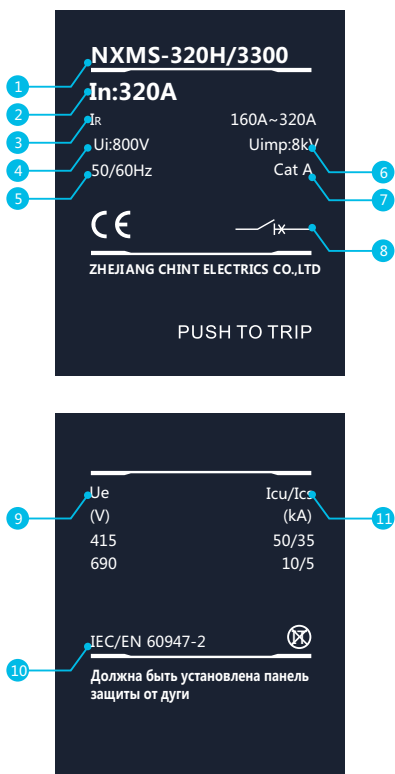 NXMS-320H/3300
1
In:320A
2
IR 160A~320A
3
Ui:800V Uimp:8kV
4 6
50/60Hz Cat A
5 7
CE
8
ZHEJIANG CHINT ELECTRICS CO.,LTD
PUSH TO TRIP
Ue Icu/Ics
9 11
(V) (kA)
415 50/35
690 10/5
IEC/EN 60947-2 IT
10
Должна быть установлена панель
защиты от дуги